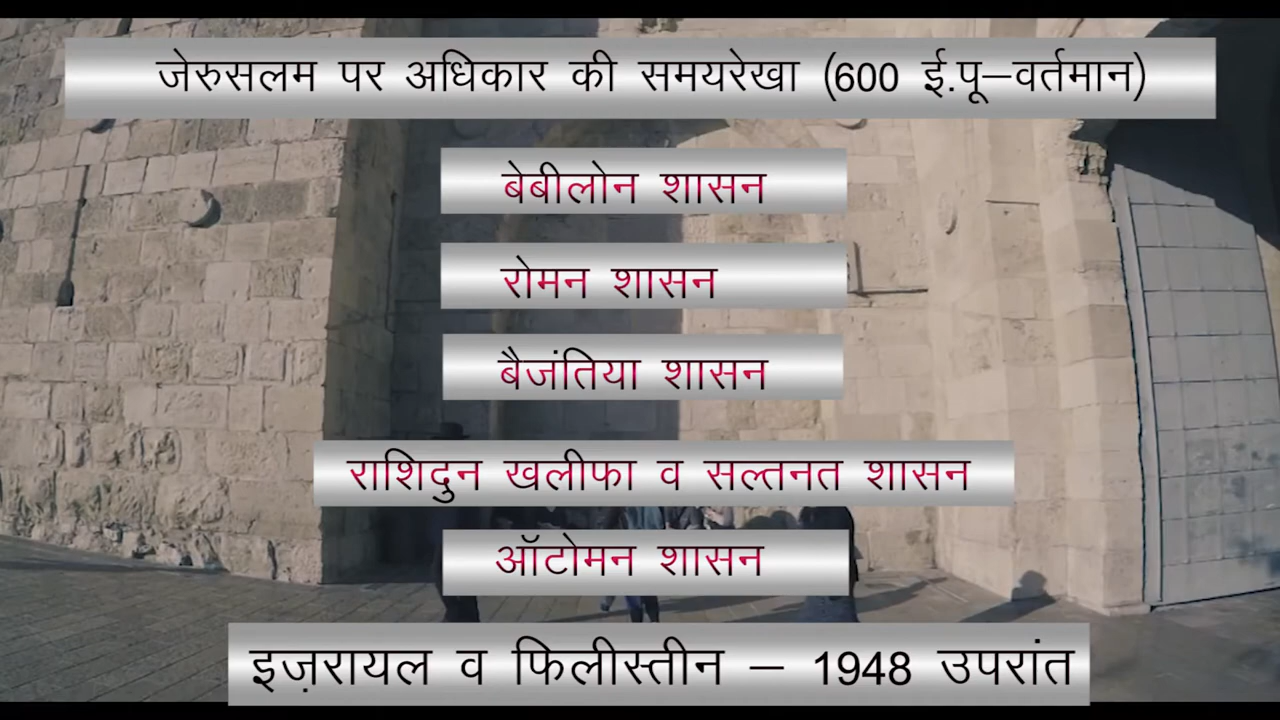 जेरुसलम पर अधिकार की समयरेखा (600 ई.पू–वर्तमान)
बेबीलोन शासन
रोमन शासन
बैजंतिया शासन
राशिदुन खलीफा व सल्तनत शासन
ऑटोमन शासन
इज़रायल व फिलीस्तीन – 1948 उपरांत